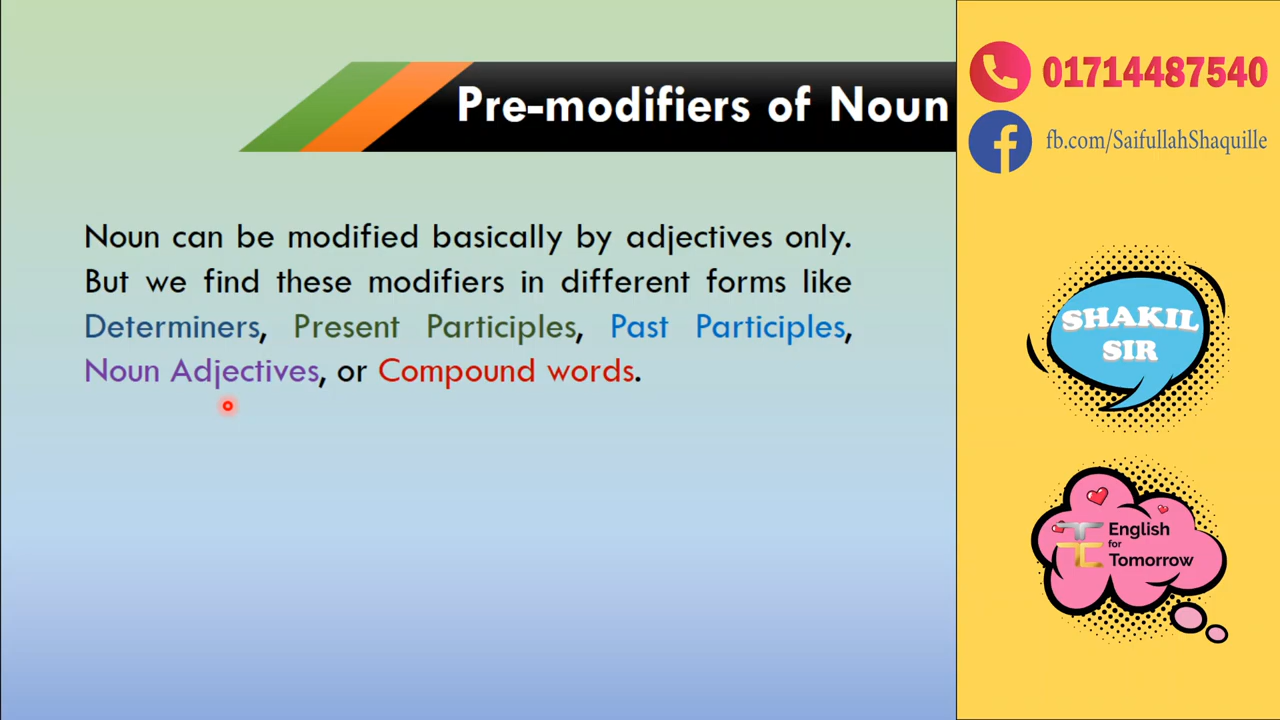 Pre-modifiers of Noun
Noun can be modified basically by adjectives only.
But we find these modifiers in different forms like
Determiners, Present Participles, Past Participles,
Noun Adjectives, or Compound words.
01714487540
fb.com/SaifullahShaquille
SHAKIL
SIR
English
for
Tomorrow